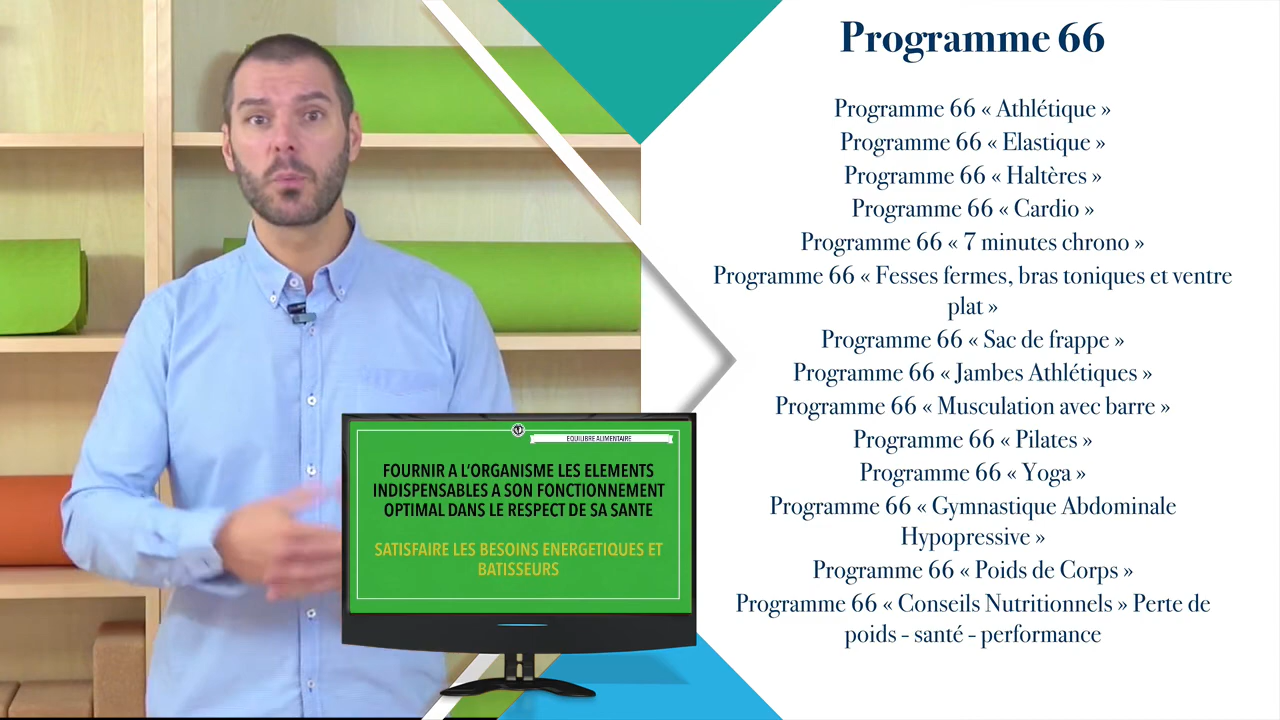 Programme 66
Programme 66 « Athlétique »
Programme 66 « Elastique »
Programme 66 « Haltères »
Programme 66 « Cardio »
Programme 66 « 7 minutes chrono »
Programme 66 « Fesses fermes, bras toniques et ventre
plat »
Programme 66 « Sac de frappe »
Programme 66 « Jambes Athlétiques »
Programme 66 « Musculation avec barre »
Programme 66 « Pilates »
Programme 66 « Yoga »
Programme 66 « Gymnastique Abdominale
Hypopressive »
Programme 66 « Poids de Corps »
Programme 66 « Conseils Nutritionnels » Perte de
poids - santé - performance
EQUILIBRE ALIMENTAIRE
FOURNIR A L'ORGANISME LES ELEMENTS
INDISPENSABLES A SON FONCTIONNEMENT
OPTIMAL DANS LE RESPECT DE SA SANTE
SATISFAIRE LES BESOINS ENERGETIQUES ET
BATISSEURS